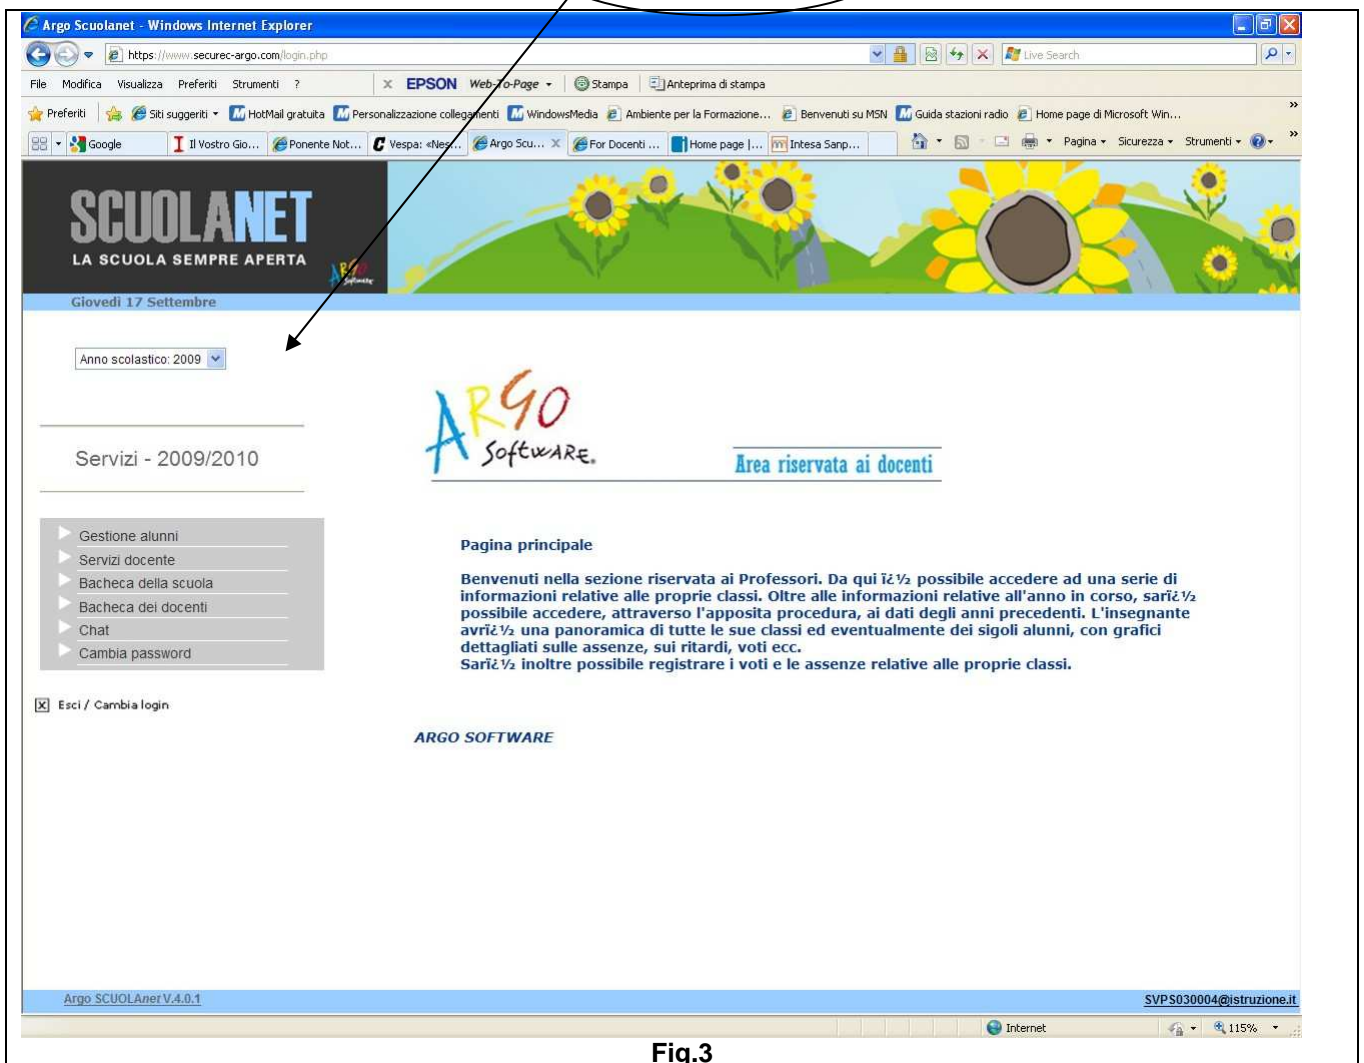 Argo Scuolanet - Windows Internet Explorer
https://www.securec-argo.com/login.php
Live Search
File Modifica Visualizza Preferiti Strumenti ? X EPSON Web-To-Page Stampa Anteprima di stampa
Preferiti Siti suggeriti HotMail gratuita Personalizzazione collegamenti WindowsMedia Ambiente per la Formazione... Benvenuti su MSN Guida stazioni radio Home page di Microsoft Win... »
Google Il Vostro Gio... Ponente Not... Vespa: «Nes... Argo Scu... X For Docenti ... Home page |... Intesa Sanp... Pagina Sicurezza Strumenti »
SCUOLANET
LA SCUOLA SEMPRE APERTA
ARGO
Software
Giovedì 17 Settembre
Anno scolastico: 2009
ARGO
SOFTWARE.
Servizi - 2009/2010
Area riservata ai docenti
Gestione alunni
Servizi docente
Bacheca della scuola
Bacheca dei docenti
Chat
Cambia password
X Esci / Cambia login
Pagina principale
Benvenuti nella sezione riservata ai Professori. Da qui ï¿½ possibile accedere ad una serie di
informazioni relative alle proprie classi. Oltre alle informazioni relative all'anno in corso, sarï¿½
possibile accedere, attraverso l'apposita procedura, ai dati degli anni precedenti. L'insegnante
avrï¿½ una panoramica di tutte le sue classi ed eventualmente dei sigoli alunni, con grafici
dettagliati sulle assenze, sui ritardi, voti ecc.
Sarï¿½ inoltre possibile registrare i voti e le assenze relative alle proprie classi.
ARGO SOFTWARE
Argo SCUOLAnet V.4.0.1
SVPS030004@istruzione.it
Internet 115%
Fig.3